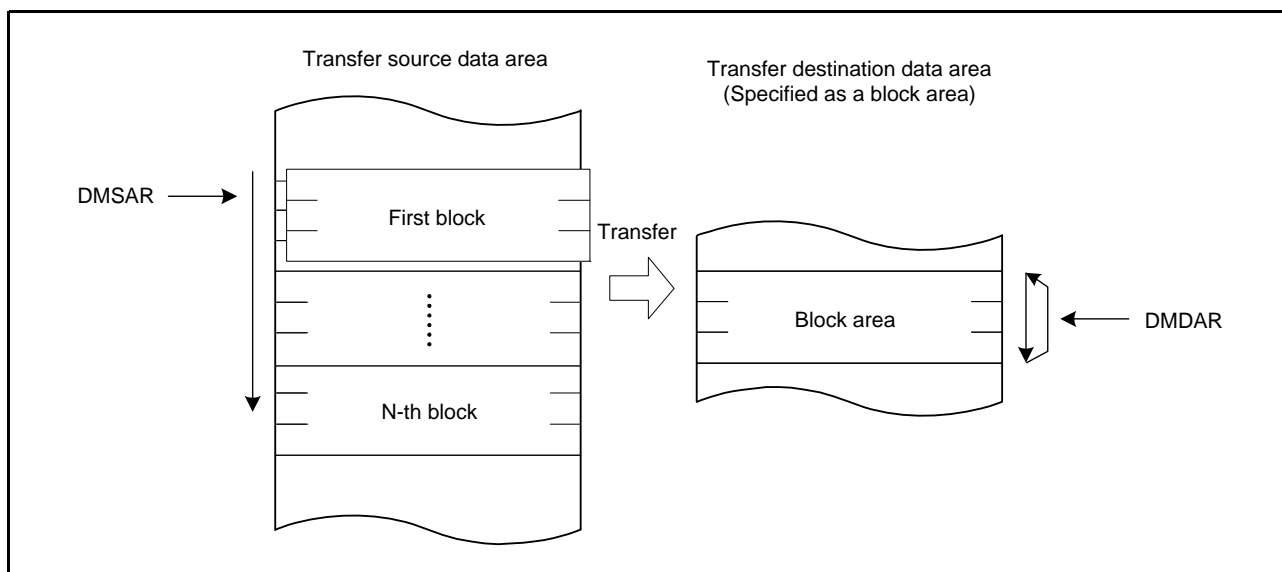 Transfer source data area
Transfer destination data area
(Specified as a block area)
DMSAR
First block
Transfer
Block area
DMDAR
N-th block